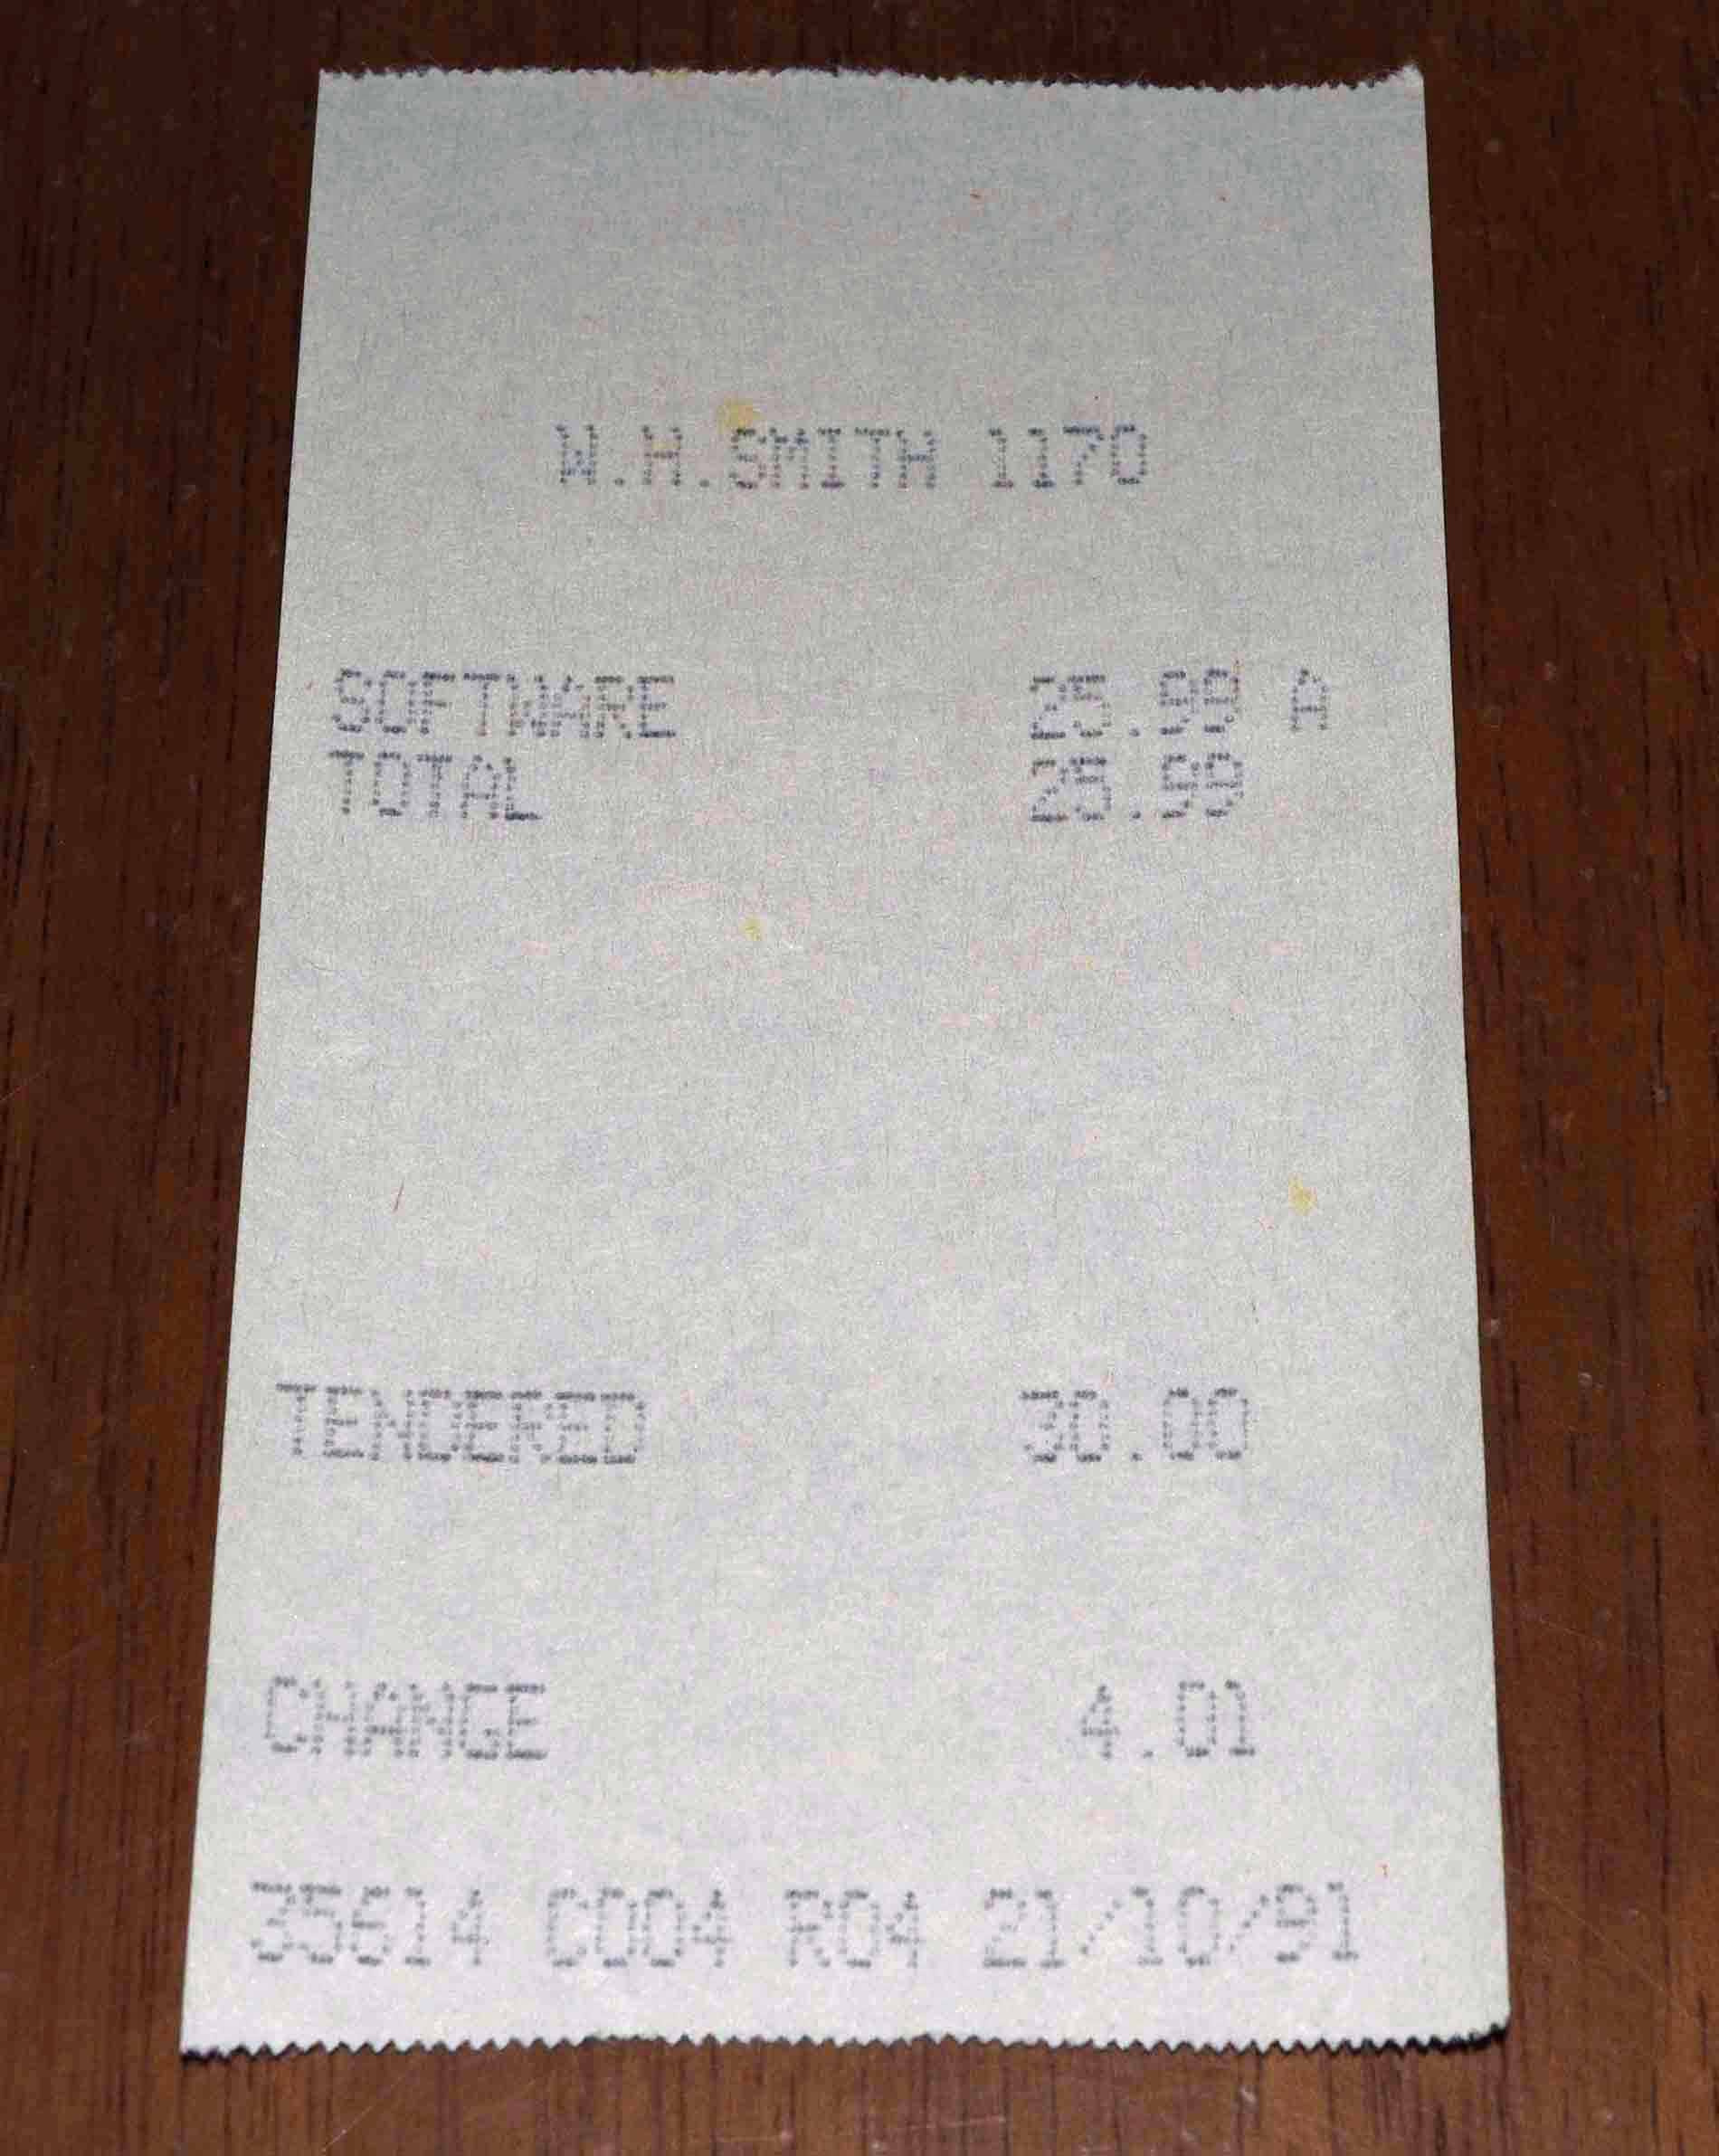 W.H.SMITH 1170
SOFTWARE 25.99 A
TOTAL 25.99
TENDERED 30.00
CHANGE 4.01
C004 R04 21/10/91